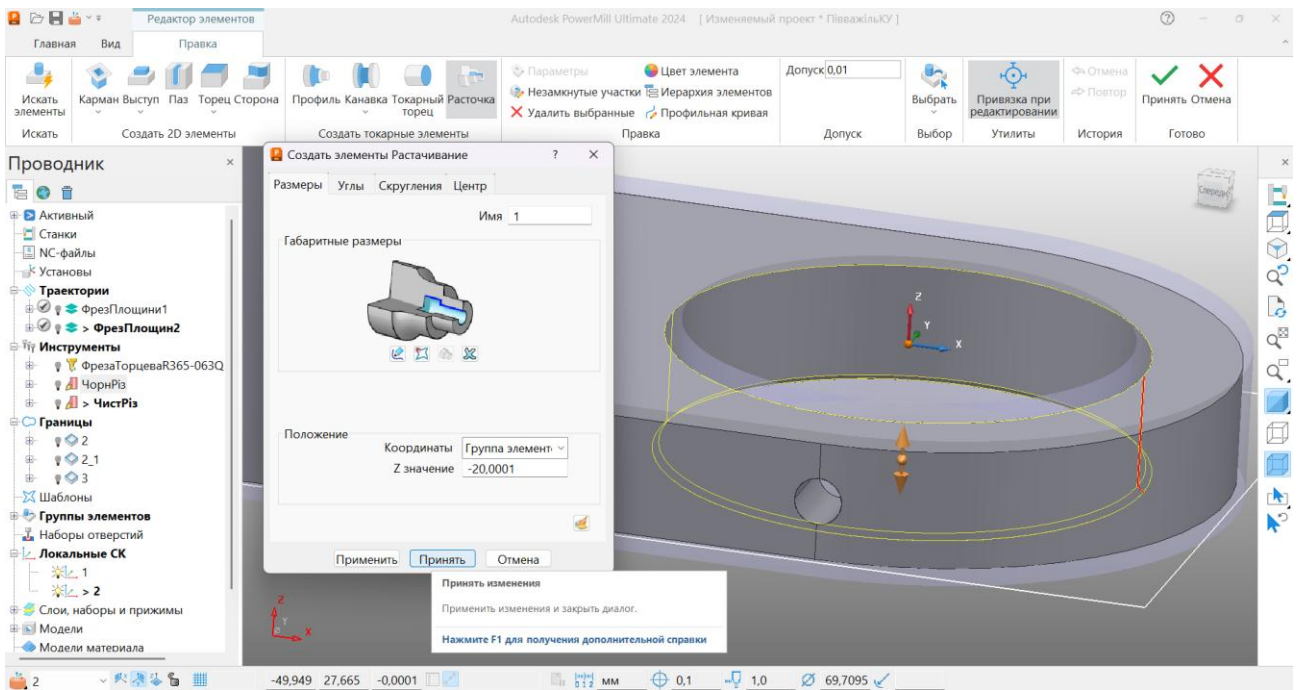 Редактор элементов
Autodesk PowerMill Ultimate 2024 [ Изменяемый проект * ПівважільКУ ]
Главная Вид Правка
Искать элементы
Карман Выступ Паз Торец Сторона
Профиль Канавка Токарный торец Расточка
Параметры Цвет элемента
Незамкнутые участки Иерархия элементов
Удалить выбранные Профильная кривая
Допуск 0,01
Выбрать
Привязка при редактировании
Отмена
Повтор
Принять Отмена
Искать Создать 2D элементы Создать токарные элементы Правка Допуск Выбор Утилиты История Готово
Проводник
Активный
Станки
NC-файлы
Установы
Траектории
ФрезПлощини1
> ФрезПлощин2
Инструменты
ФрезаТорцеваR365-063Q
ЧорнРіз
> ЧистРіз
Границы
2
2_1
3
Шаблоны
Группы элементов
Наборы отверстий
Локальные СК
1
> 2
Слои, наборы и прижимы
Модели
Модели материала
Создать элементы Растачивание ? ×
Размеры Углы Скругления Центр
Имя 1
Габаритные размеры
Положение
Координаты Группа элемент
Z значение -20,0001
Применить Принять Отмена
Принять изменения
Применить изменения и закрыть диалог.
Нажмите F1 для получения дополнительной справки
Z
Y
X
Z
Y
X
Спереди
2 -49,949 27,665 -0,0001 мм 0,1 1,0 69,7095